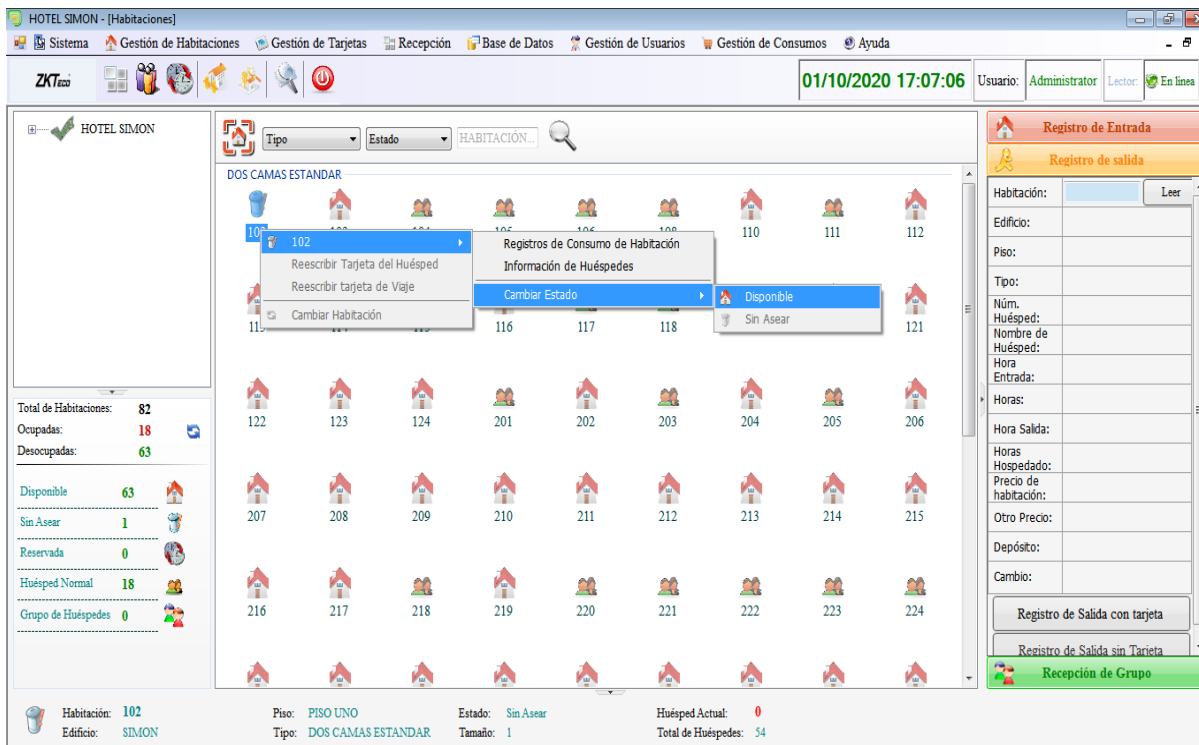 HOTEL SIMON - [Habitaciones]
Sistema Gestión de Habitaciones Gestión de Tarjetas Recepción Base de Datos Gestión de Usuarios Gestión de Consumos Ayuda
ZKTeco 01/10/2020 17:07:06 Usuario: Administrator Lector: En linea
HOTEL SIMON
Tipo Estado HABITACIÓN...
DOS CAMAS ESTANDAR
110 111 112
102
Reescribir Tarjeta del Huésped
Reescribir tarjeta de Viaje
Cambiar Habitación
Registros de Consumo de Habitación
Información de Huéspedes
Cambiar Estado
Disponible
Sin Asear
116 117 118 121
122 123 124 201 202 203 204 205 206
207 208 209 210 211 212 213 214 215
216 217 218 219 220 221 222 223 224
Total de Habitaciones: 82
Ocupadas: 18
Desocupadas: 63
Disponible 63
Sin Asear 1
Reservada 0
Huésped Normal 18
Grupo de Huéspedes 0
Registro de Entrada
Registro de salida
Habitación: Leer
Edificio:
Piso:
Tipo:
Núm.
Huésped:
Nombre de
Huésped:
Hora
Entrada:
Horas:
Hora Salida:
Horas
Hospedado:
Precio de
habitación:
Otro Precio:
Depósito:
Cambio:
Registro de Salida con tarjeta
Registro de Salida sin Tarjeta
Recepción de Grupo
Habitación: 102 Piso: PISO UNO Estado: Sin Asear Huésped Actual: 0
Edificio: SIMON Tipo: DOS CAMAS ESTANDAR Tamaño: 1 Total de Huéspedes: 54